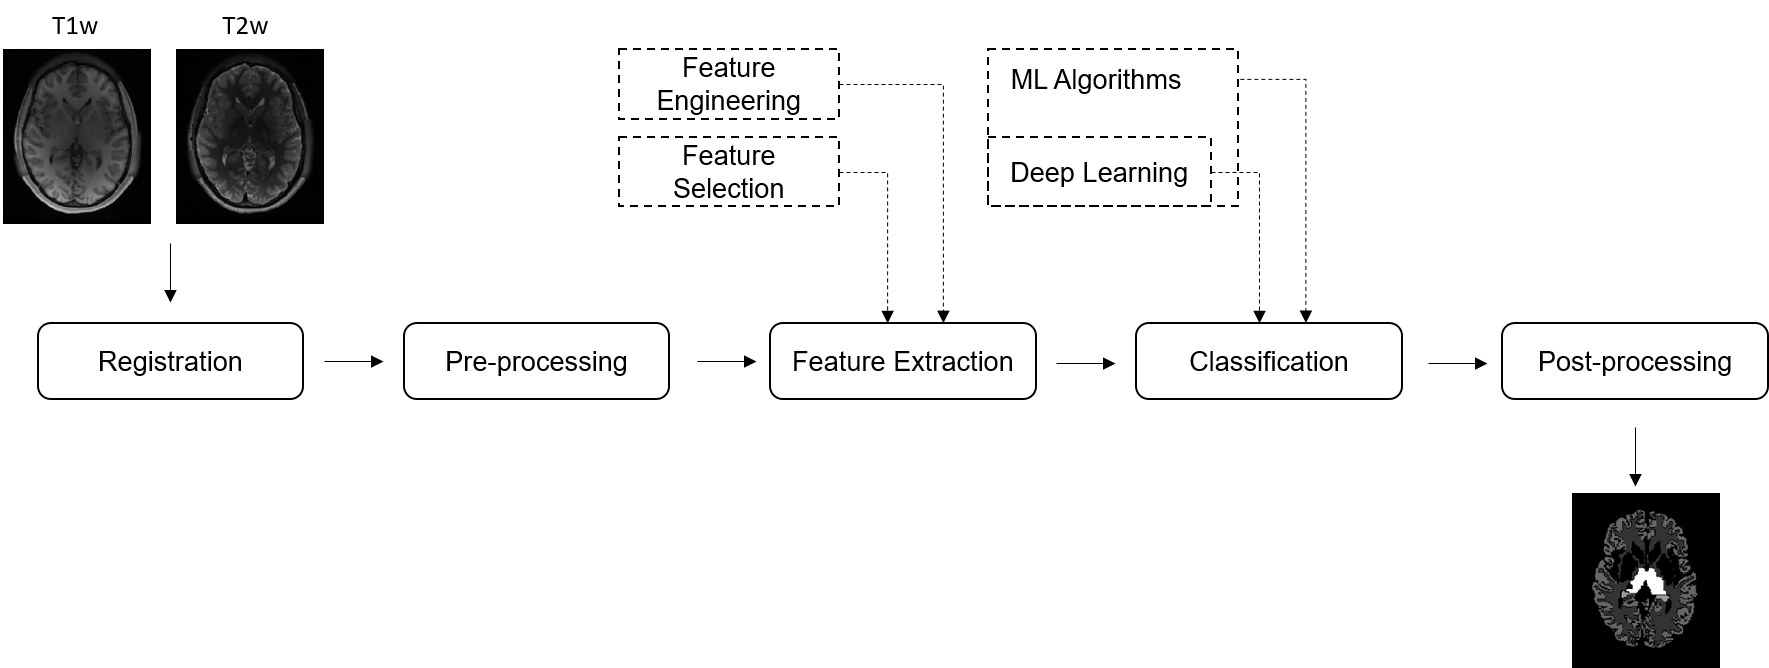 T1w
T2w
Feature
Engineering
Feature
Selection
ML Algorithms
Deep Learning
Registration
Pre-processing
Feature Extraction
Classification
Post-processing